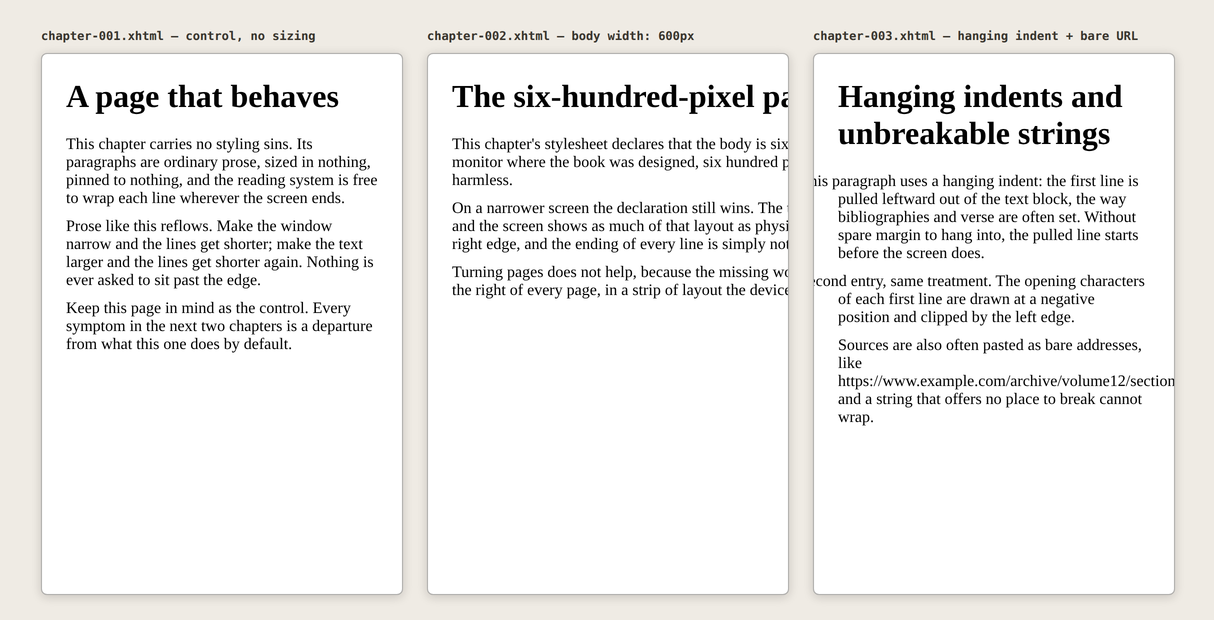 chapter-001.xhtml — control, no sizing
A page that behaves
This chapter carries no styling sins. Its
paragraphs are ordinary prose, sized in nothing,
pinned to nothing, and the reading system is free
to wrap each line wherever the screen ends.
Prose like this reflows. Make the window
narrow and the lines get shorter; make the text
larger and the lines get shorter again. Nothing is
ever asked to sit past the edge.
Keep this page in mind as the control. Every
symptom in the next two chapters is a departure
from what this one does by default.
chapter-002.xhtml — body width: 600px
The six-hundred-pixel pa
This chapter's stylesheet declares that the body is six
monitor where the book was designed, six hundred p
harmless.
On a narrower screen the declaration still wins. The
and the screen shows as much of that layout as physi
right edge, and the ending of every line is simply not
Turning pages does not help, because the missing wo
the right of every page, in a strip of layout the device
chapter-003.xhtml — hanging indent + bare URL
Hanging indents and
unbreakable strings
his paragraph uses a hanging indent: the first line is
pulled leftward out of the text block, the way
bibliographies and verse are often set. Without
spare margin to hang into, the pulled line starts
before the screen does.
econd entry, same treatment. The opening characters
of each first line are drawn at a negative
position and clipped by the left edge.
Sources are also often pasted as bare addresses,
like
https://www.example.com/archive/volume12/section
and a string that offers no place to break cannot
wrap.